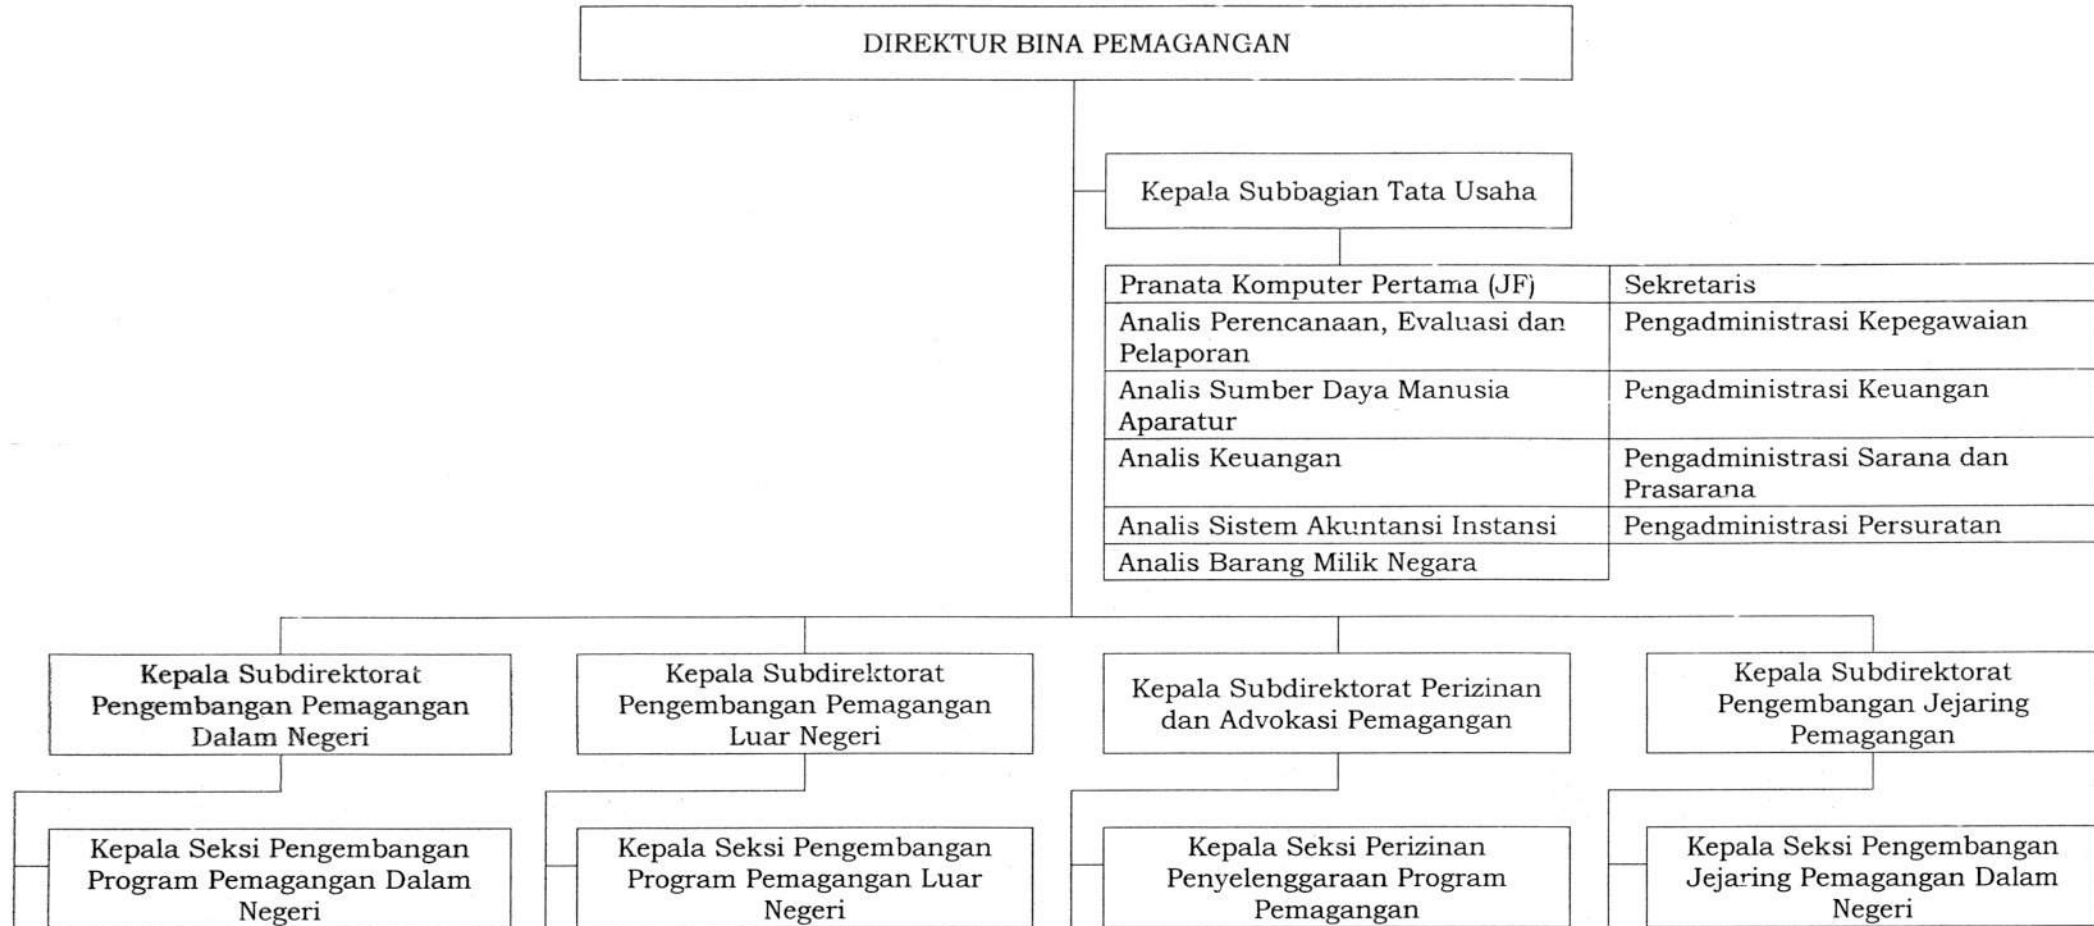 DIREKTUR BINA PEMAGANGAN
Kepala Subbagian Tata Usaha
Pranata Komputer Pertama (JF)
Sekretaris
Analis Perencanaan, Evaluasi dan
Pelaporan
Pengadministrasi Kepegawaian
Analis Sumber Daya Manusia
Aparatur
Pengadministrasi Keuangan
Analis Keuangan
Pengadministrasi Sarana dan
Prasarana
Analis Sistem Akuntansi Instansi
Pengadministrasi Persuratan
Analis Barang Milik Negara
Kepala Subdirektorat
Pengembangan Pemagangan
Dalam Negeri
Kepala Subdirektorat
Pengembangan Pemagangan
Luar Negeri
Kepala Subdirektorat Perizinan
dan Advokasi Pemagangan
Kepala Subdirektorat
Pengembangan Jejaring
Pemagangan
Kepala Seksi Pengembangan
Program Pemagangan Dalam
Negeri
Kepala Seksi Pengembangan
Program Pemagangan Luar
Negeri
Kepala Seksi Perizinan
Penyelenggaraan Program
Pemagangan
Kepala Seksi Pengembangan
Jejaring Pemagangan Dalam
Negeri